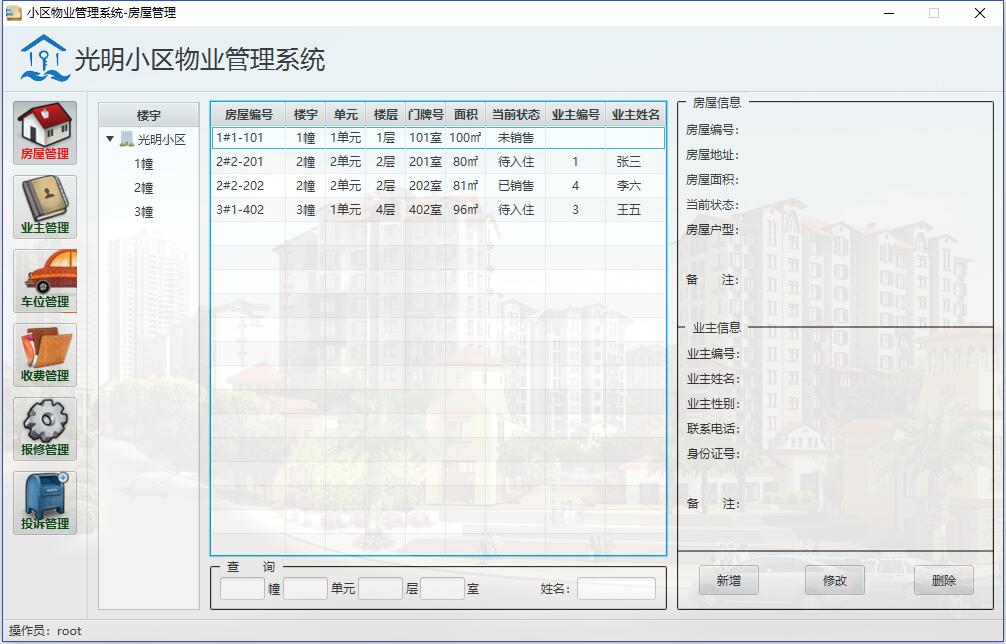 小区物业管理系统-房屋管理
光明小区物业管理系统
房屋管理
业主管理
车位管理
收费管理
报修管理
投诉管理
楼宇
光明小区
1幢
2幢
3幢
房屋编号 楼宇 单元 楼层 门牌号 面积 当前状态 业主编号 业主姓名
1#1-101 1幢 1单元 1层 101室 100㎡ 未销售
2#2-201 2幢 2单元 2层 201室 80㎡ 待入住 1 张三
2#2-202 2幢 2单元 2层 202室 81㎡ 已销售 4 李六
3#1-402 3幢 1单元 4层 402室 96㎡ 待入住 3 王五
查 询
幢 单元 层 室 姓名:
房屋信息
房屋编号:
房屋地址:
房屋面积:
当前状态:
房屋户型:
备 注:
业主信息
业主编号:
业主姓名:
业主性别:
联系电话:
身份证号:
备 注:
新增 修改 删除
操作员: root